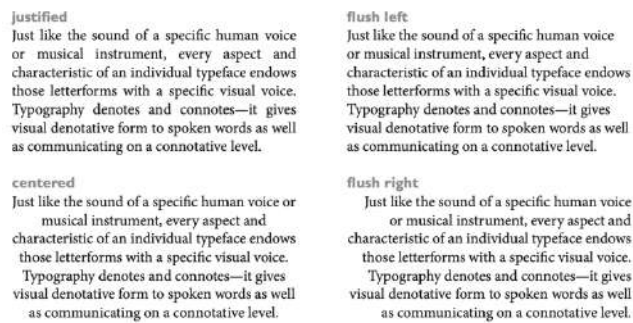 justified
Just like the sound of a specific human voice
or musical instrument, every aspect and
characteristic of an individual typeface endows
those letterforms with a specific visual voice.
Typography denotes and connotes—it gives
visual denotative form to spoken words as well
as communicating on a connotative level.
flush left
Just like the sound of a specific human voice
or musical instrument, every aspect and
characteristic of an individual typeface endows
those letterforms with a specific visual voice.
Typography denotes and connotes—it gives
visual denotative form to spoken words as well
as communicating on a connotative level.
centered
Just like the sound of a specific human voice or
musical instrument, every aspect and
characteristic of an individual typeface endows
those letterforms with a specific visual voice.
Typography denotes and connotes—it gives
visual denotative form to spoken words as well
as communicating on a connotative level.
flush right
Just like the sound of a specific human voice
or musical instrument, every aspect and
characteristic of an individual typeface endows
those letterforms with a specific visual voice.
Typography denotes and connotes—it gives
visual denotative form to spoken words as well
as communicating on a connotative level.